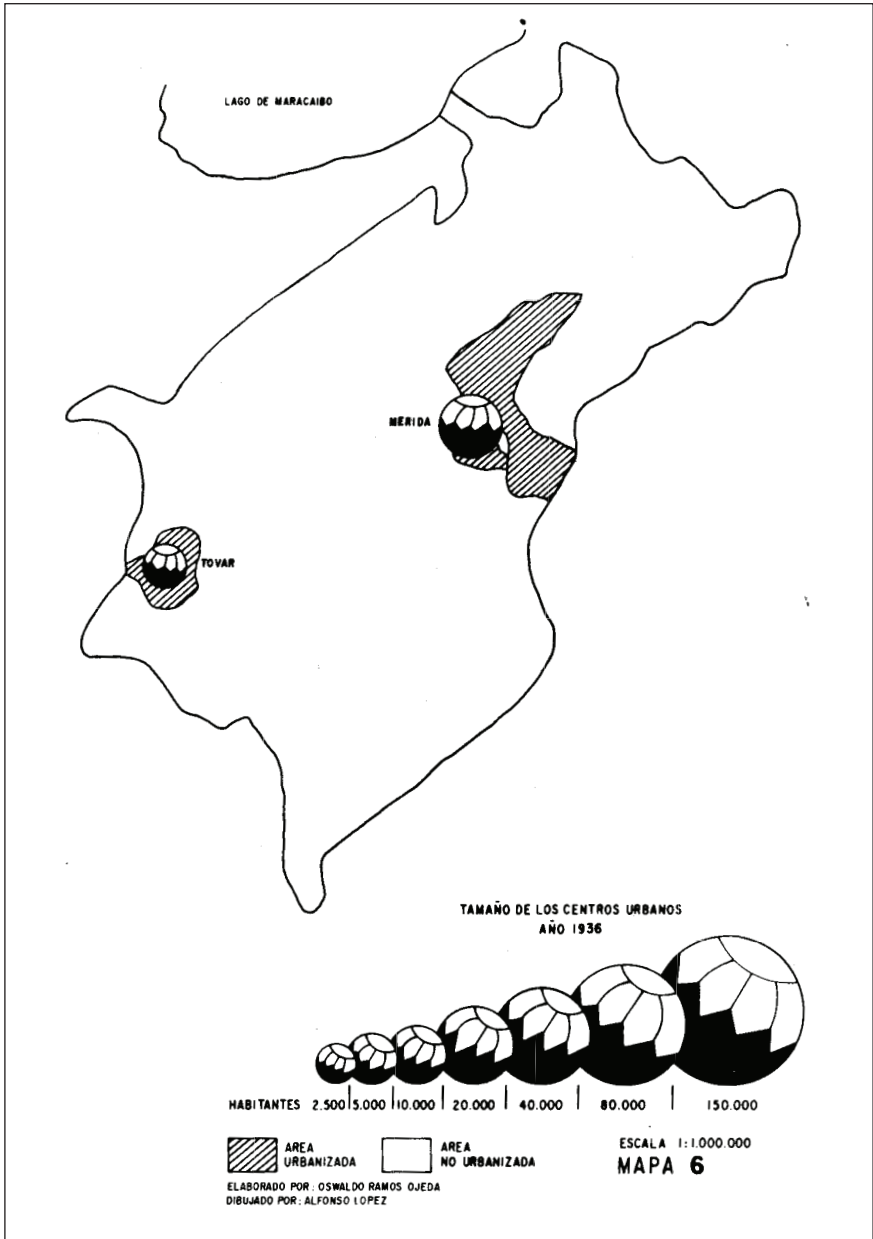 LAGO DE MARACAIBO
MERIDA
TOVAR
TAMAÑO DE LOS CENTROS URBANOS
AÑO 1936
HABITANTES 2.500 5.000 10.000 20.000 40.000 80.000 150.000
AREA URBANIZADA
AREA NO URBANIZADA
ESCALA 1:1.000.000
MAPA 6
ELABORADO POR: OSWALDO RAMOS OJEDA
DIBUJADO POR: ALFONSO LOPEZ